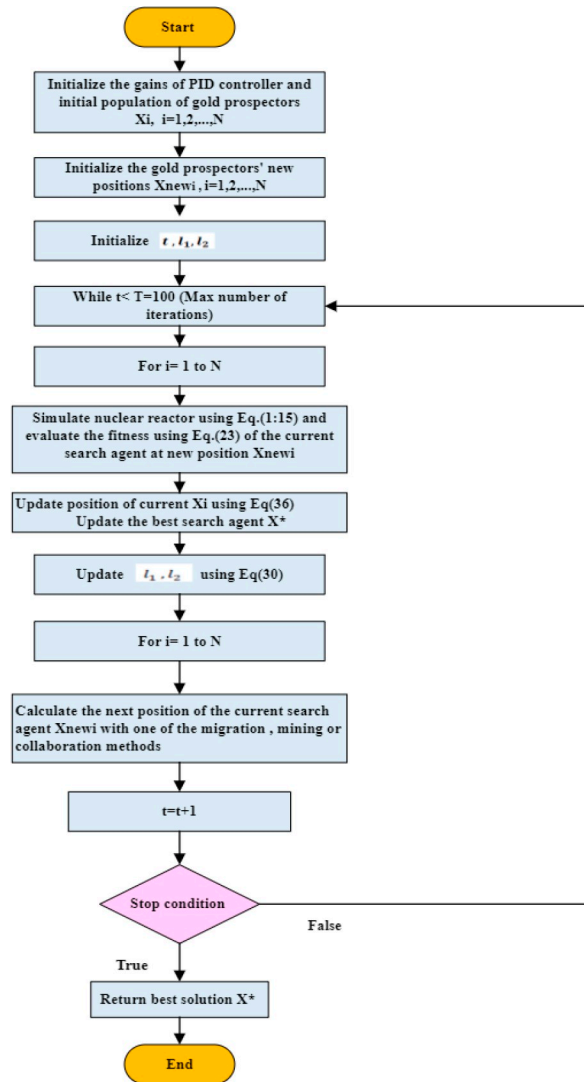 Start
Initialize the gains of PID controller and
initial population of gold prospectors
Xi, i=1,2,...,N
Initialize the gold prospectors' new
positions Xnewi , i=1,2,...,N
Initialize t , l₁, l₂
While t< T=100 (Max number of
iterations)
For i= 1 to N
Simulate nuclear reactor using Eq.(1:15) and
evaluate the fitness using Eq.(23) of the current
search agent at new position Xnewi
Update position of current Xi using Eq(36)
Update the best search agent X*
Update l₁ , l₂ using Eq(30)
For i= 1 to N
Calculate the next position of the current search
agent Xnewi with one of the migration , mining or
collaboration methods
t=t+1
Stop condition
False
True
Return best solution X*
End